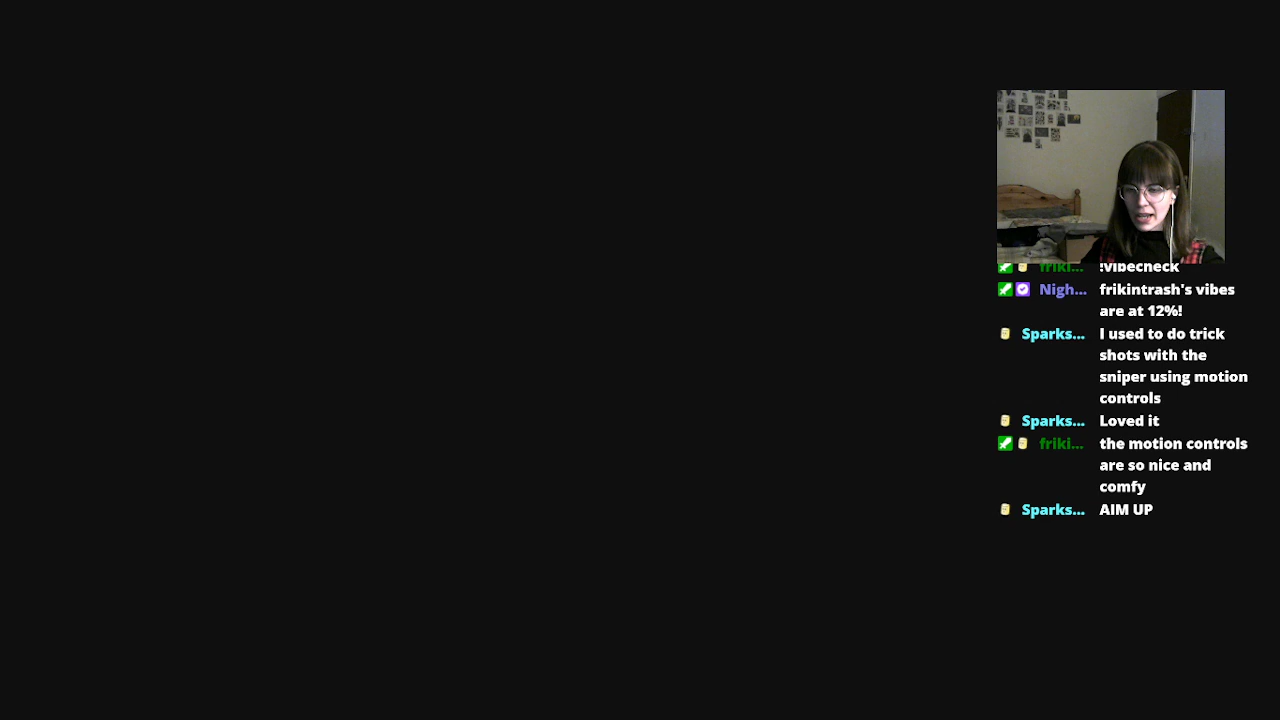 friki... !vibecheck
Nigh... frikintrash's vibes
are at 12%!
Sparks... I used to do trick
shots with the
sniper using motion
controls
Sparks... Loved it
friki... the motion controls
are so nice and
comfy
Sparks... AIM UP